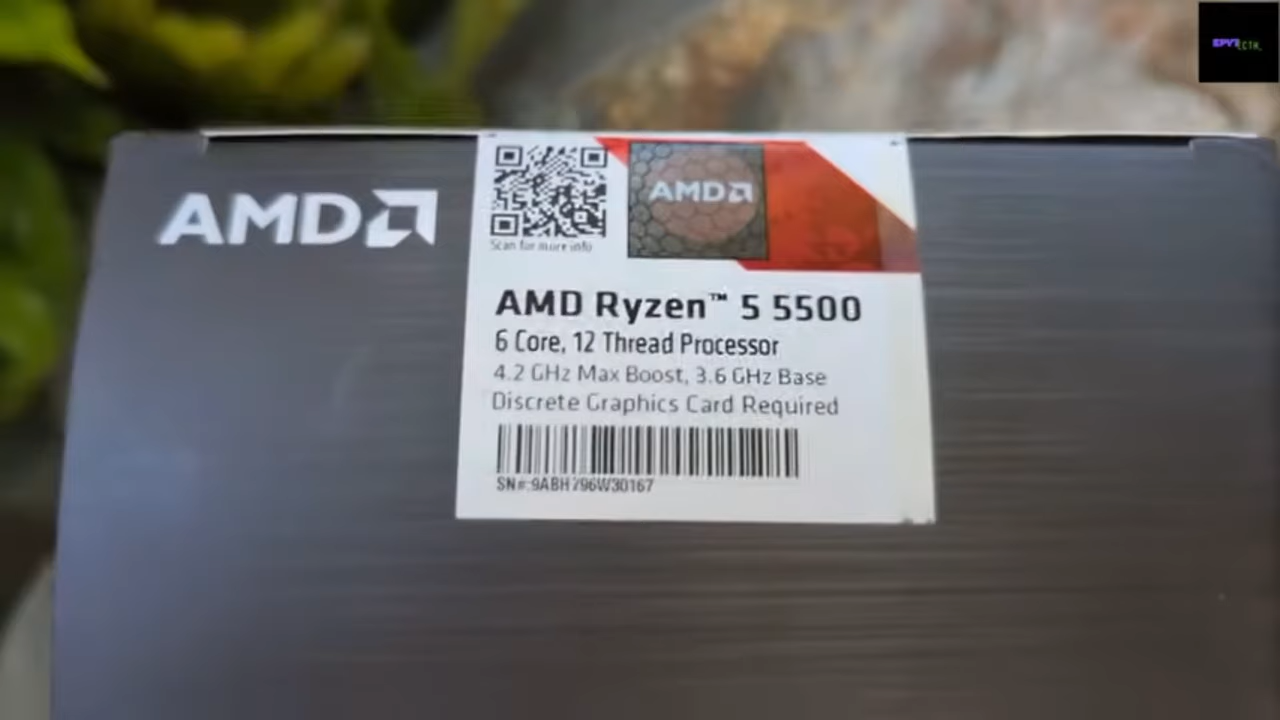 AMD
Scan for more info
AMD
AMD Ryzen™ 5 5500
6 Core, 12 Thread Processor
4.2 GHz Max Boost, 3.6 GHz Base
Discrete Graphics Card Required
SN#:9ABH796W30167